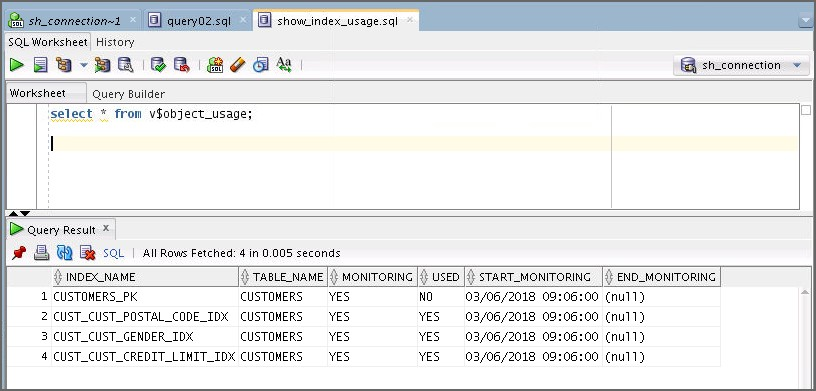 sh_connection~1 query02.sql show_index_usage.sql
SQL Worksheet History
sh_connection
Worksheet Query Builder
select * from v$object_usage;
Query Result x
SQL | All Rows Fetched: 4 in 0.005 seconds
INDEX_NAME TABLE_NAME MONITORING USED START_MONITORING END_MONITORING
1 CUSTOMERS_PK CUSTOMERS YES NO 03/06/2018 09:06:00 (null)
2 CUST_CUST_POSTAL_CODE_IDX CUSTOMERS YES YES 03/06/2018 09:06:00 (null)
3 CUST_CUST_GENDER_IDX CUSTOMERS YES YES 03/06/2018 09:06:00 (null)
4 CUST_CUST_CREDIT_LIMIT_IDX CUSTOMERS YES YES 03/06/2018 09:06:00 (null)